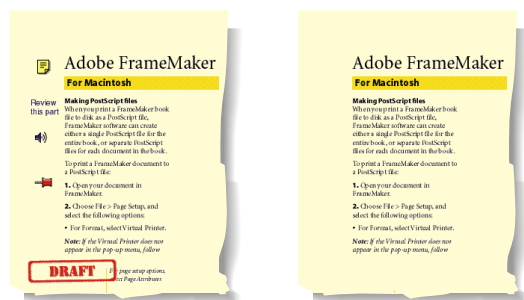 Adobe FrameMaker
For Macintosh
Review
this part
Making PostScript files
When you print a FrameMaker book
file to disk as a PostScript file,
FrameMaker software can create
either a single PostScript file for the
entire book, or separate PostScript
files for each document in the book.
To print a FrameMaker document to
a PostScript file:
1. Open your document in
FrameMaker.
2. Choose File > Page Setup, and
select the following options:
• For Format, select Virtual Printer.
Note: If the Virtual Printer does not
appear in the pop-up menu, follow
DRAFT
page setup options.
Page Attributes
Adobe FrameMaker
For Macintosh
Making PostScript files
When you print a FrameMaker book
file to disk as a PostScript file,
FrameMaker software can create
either a single PostScript file for the
entire book, or separate PostScript
files for each document in the book.
To print a FrameMaker document to
a PostScript file:
1. Open your document in
FrameMaker.
2. Choose File > Page Setup, and
select the following options:
• For Format, select Virtual Printer.
Note: If the Virtual Printer does not
appear in the pop-up menu, follow